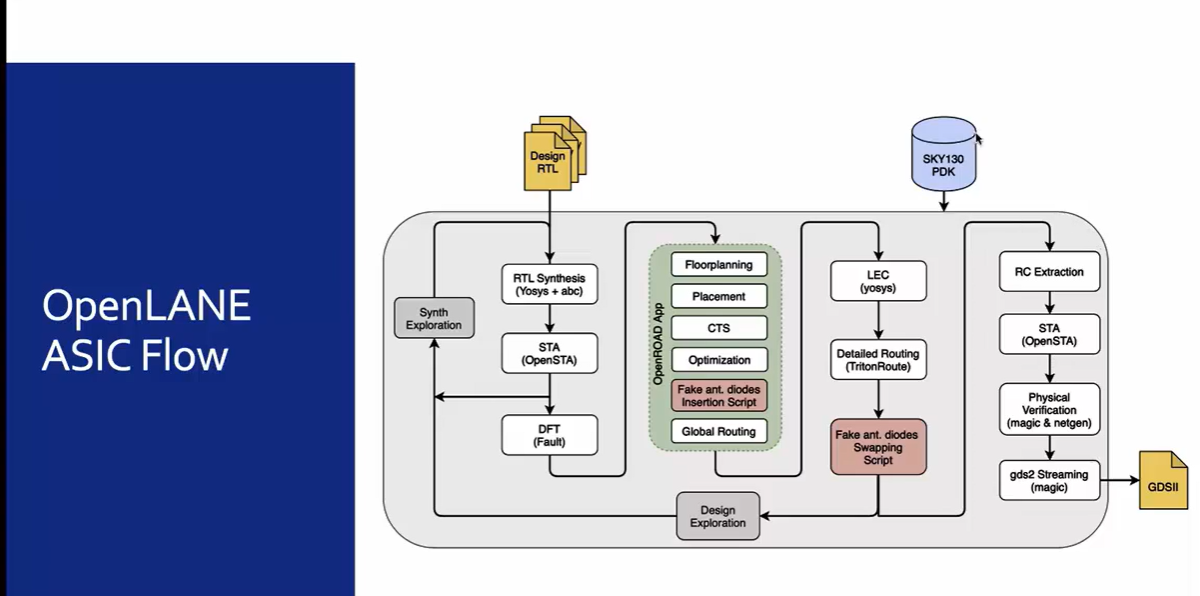 OpenLANE
ASIC Flow
Design
RTL
SKY130
PDK
Synth
Exploration
RTL Synthesis
(Yosys + abc)
STA
(OpenSTA)
DFT
(Fault)
OpenROAD App
Floorplanning
Placement
CTS
Optimization
Fake ant. diodes
Insertion Script
Global Routing
LEC
(yosys)
Detailed Routing
(TritonRoute)
Fake ant. diodes
Swapping
Script
Design
Exploration
RC Extraction
STA
(OpenSTA)
Physical
Verification
(magic & netgen)
gds2 Streaming
(magic)
GDSII